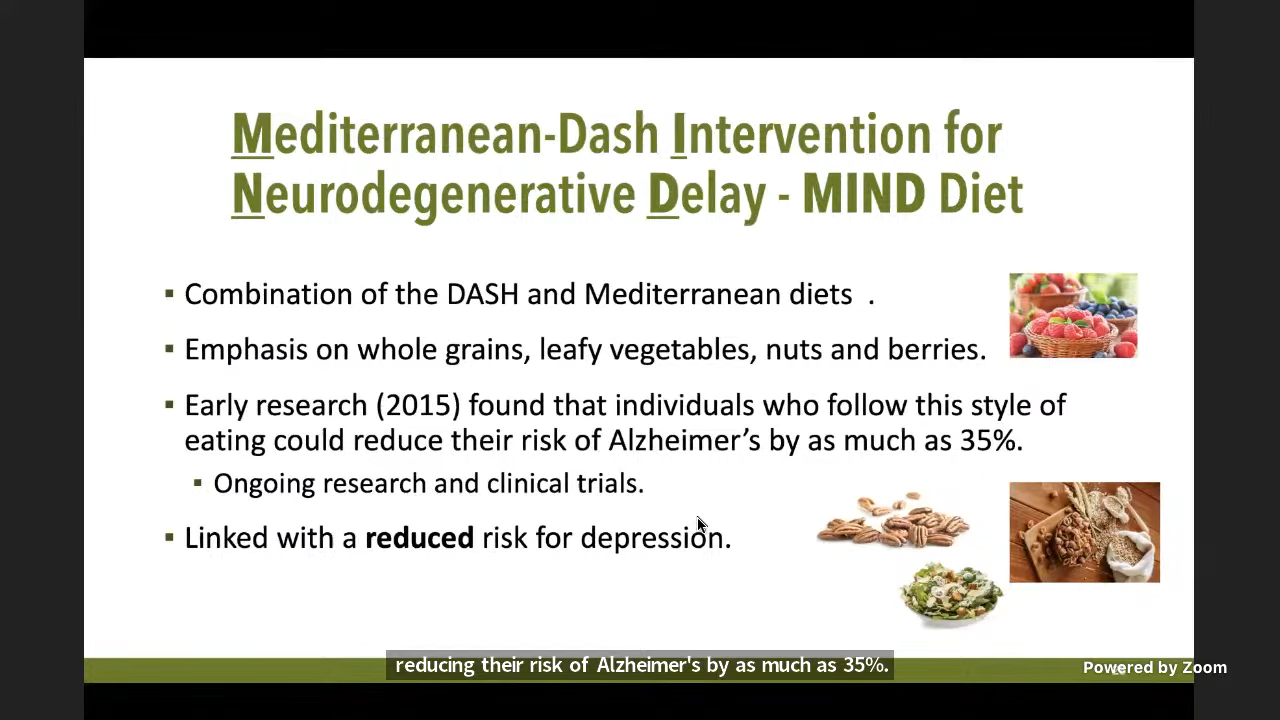 Mediterranean-Dash Intervention for
Neurodegenerative Delay - MIND Diet
▪ Combination of the DASH and Mediterranean diets  .
▪ Emphasis on whole grains, leafy vegetables, nuts and berries.
▪ Early research (2015) found that individuals who follow this style of
eating could reduce their risk of Alzheimer’s by as much as 35%.
▪ Ongoing research and clinical trials.
▪ Linked with a reduced risk for depression.
reducing their risk of Alzheimer's by as much as 35%.
Powered by Zoom